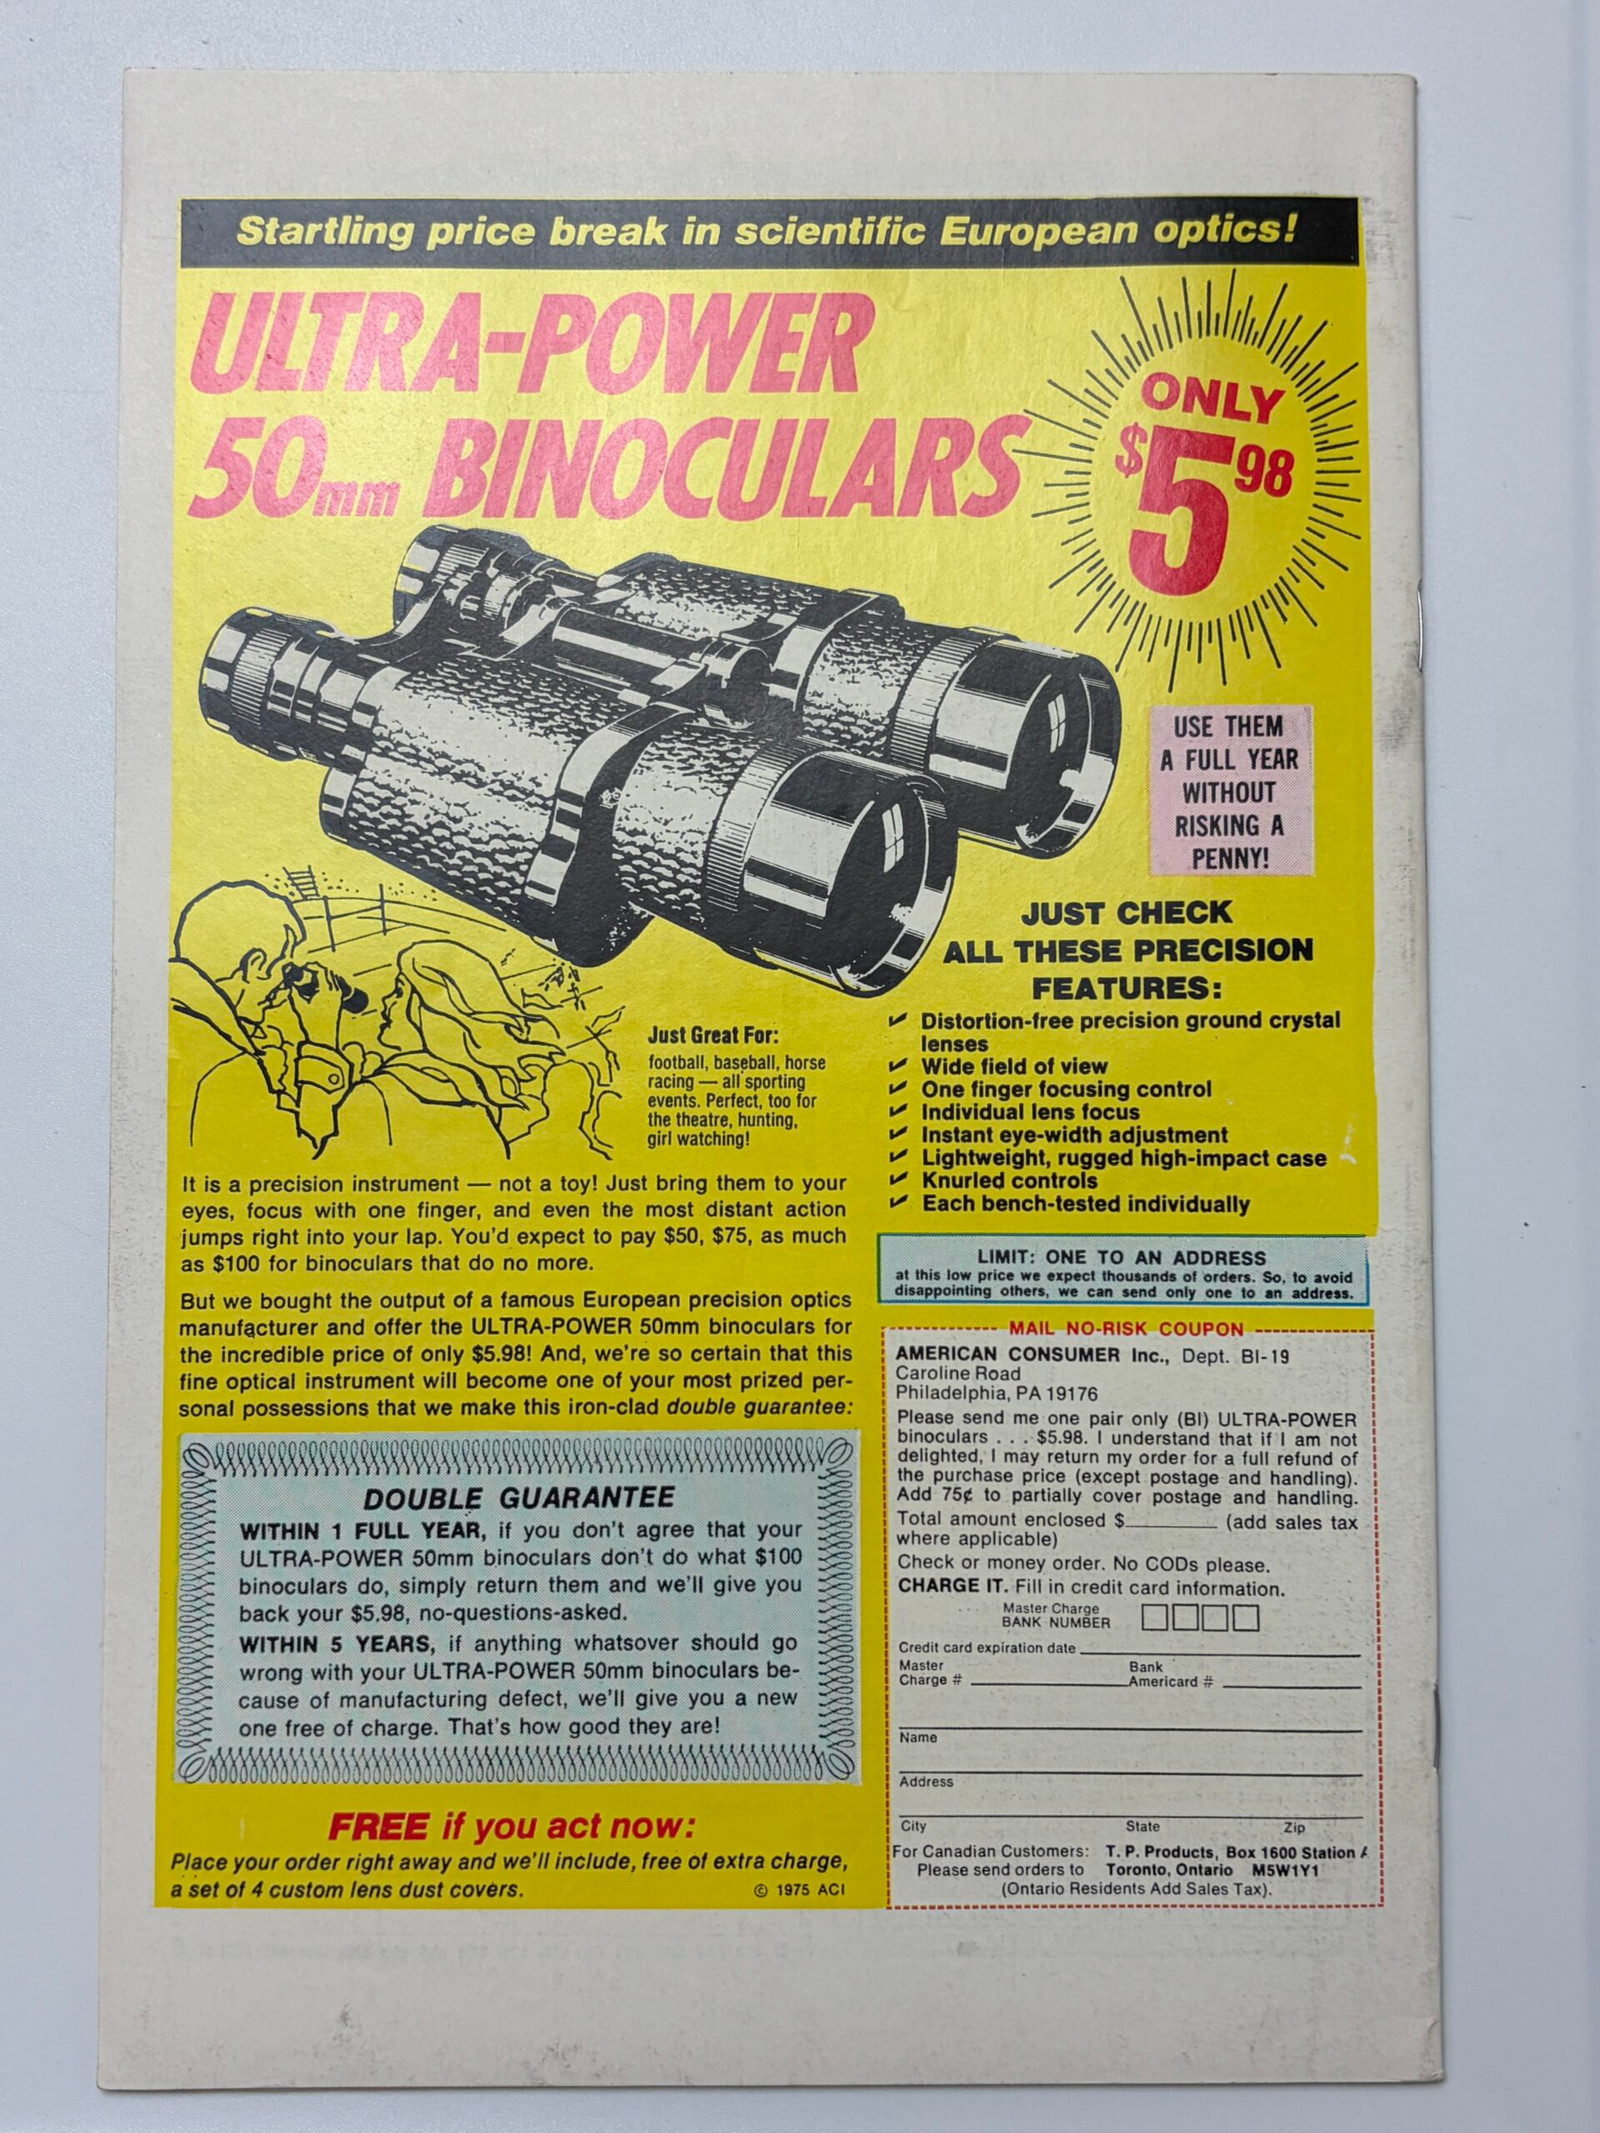 Startling price break in scientific European optics!
ULTRA-POWER
50mm BINOCULARS
ONLY
$5 98
USE THEM
A FULL YEAR
WITHOUT
RISKING A
PENNY!
JUST CHECK
ALL THESE PRECISION
FEATURES:
✔ Distortion-free precision ground crystal
lenses
✔ Wide field of view
✔ One finger focusing control
✔ Individual lens focus
✔ Instant eye-width adjustment
✔ Lightweight, rugged high-impact case
✔ Knurled controls
✔ Each bench-tested individually
Just Great For:
football, baseball, horse
racing — all sporting
events. Perfect, too for
the theatre, hunting,
girl watching!
It is a precision instrument — not a toy! Just bring them to your
eyes, focus with one finger, and even the most distant action
jumps right into your lap. You'd expect to pay $50, $75, as much
as $100 for binoculars that do no more.
But we bought the output of a famous European precision optics
manufacturer and offer the ULTRA-POWER 50mm binoculars for
the incredible price of only $5.98! And, we're so certain that this
fine optical instrument will become one of your most prized per-
sonal possessions that we make this iron-clad double guarantee:
DOUBLE GUARANTEE
WITHIN 1 FULL YEAR, if you don't agree that your
ULTRA-POWER 50mm binoculars don't do what $100
binoculars do, simply return them and we'll give you
back your $5.98, no-questions-asked.
WITHIN 5 YEARS, if anything whatsover should go
wrong with your ULTRA-POWER 50mm binoculars be-
cause of manufacturing defect, we'll give you a new
one free of charge. That's how good they are!
FREE if you act now:
Place your order right away and we'll include, free of extra charge,
a set of 4 custom lens dust covers.
© 1975 ACI
LIMIT: ONE TO AN ADDRESS
at this low price we expect thousands of orders. So, to avoid
disappointing others, we can send only one to an address.
MAIL NO-RISK COUPON
AMERICAN CONSUMER Inc., Dept. BI-19
Caroline Road
Philadelphia, PA 19176
Please send me one pair only (BI) ULTRA-POWER
binoculars . . . $5.98. I understand that if I am not
delighted, I may return my order for a full refund of
the purchase price (except postage and handling).
Add 75¢ to partially cover postage and handling.
Total amount enclosed $________ (add sales tax
where applicable)
Check or money order. No CODs please.
CHARGE IT. Fill in credit card information.
Master Charge
BANK NUMBER
Credit card expiration date
Master Charge #
Bank Americard #
Name
Address
City State Zip
For Canadian Customers: T. P. Products, Box 1600 Station A
Please send orders to Toronto, Ontario M5W1Y1
(Ontario Residents Add Sales Tax).